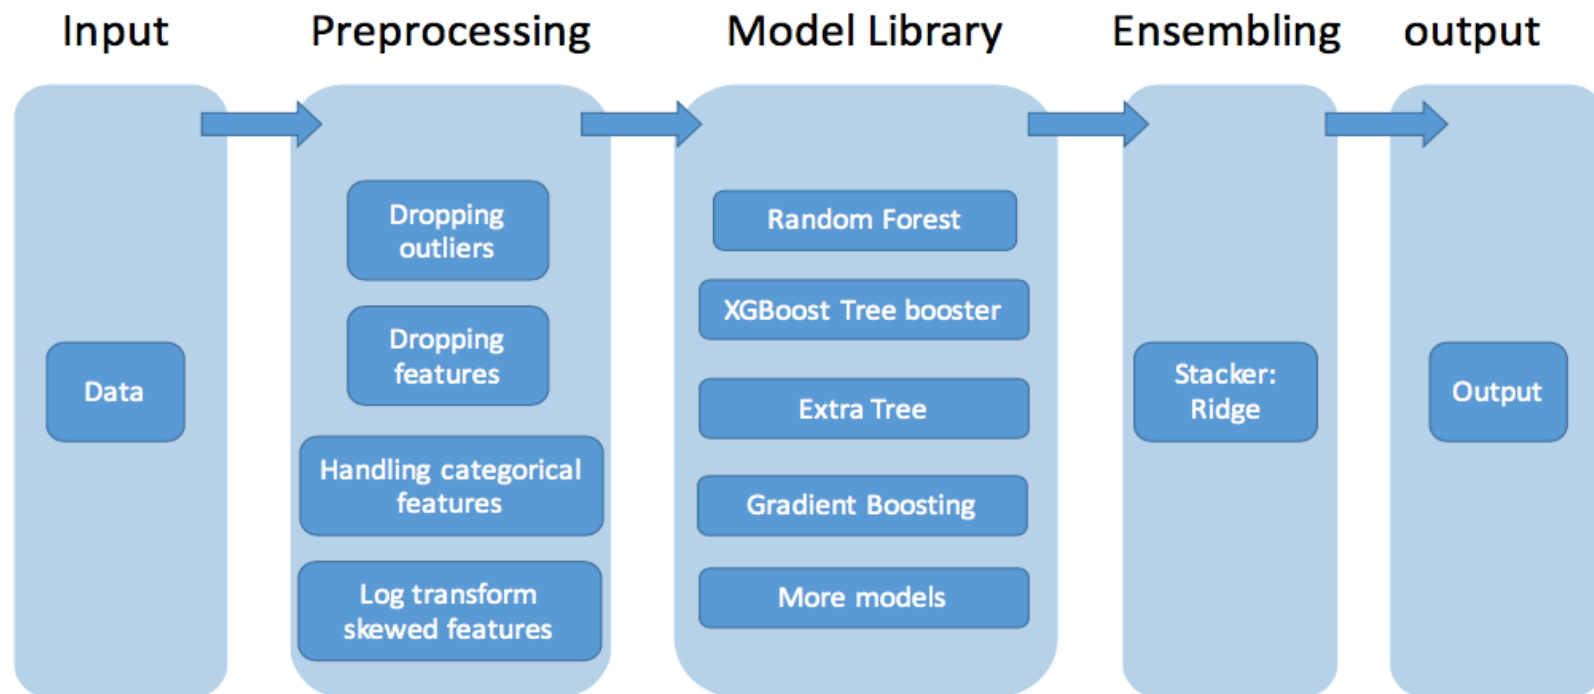 Input
Preprocessing
Model Library
Ensembling
output
Data
Dropping
outliers
Dropping
features
Handling categorical
features
Log transform
skewed features
Random Forest
XGBoost Tree booster
Extra Tree
Gradient Boosting
More models
Stacker:
Ridge
Output